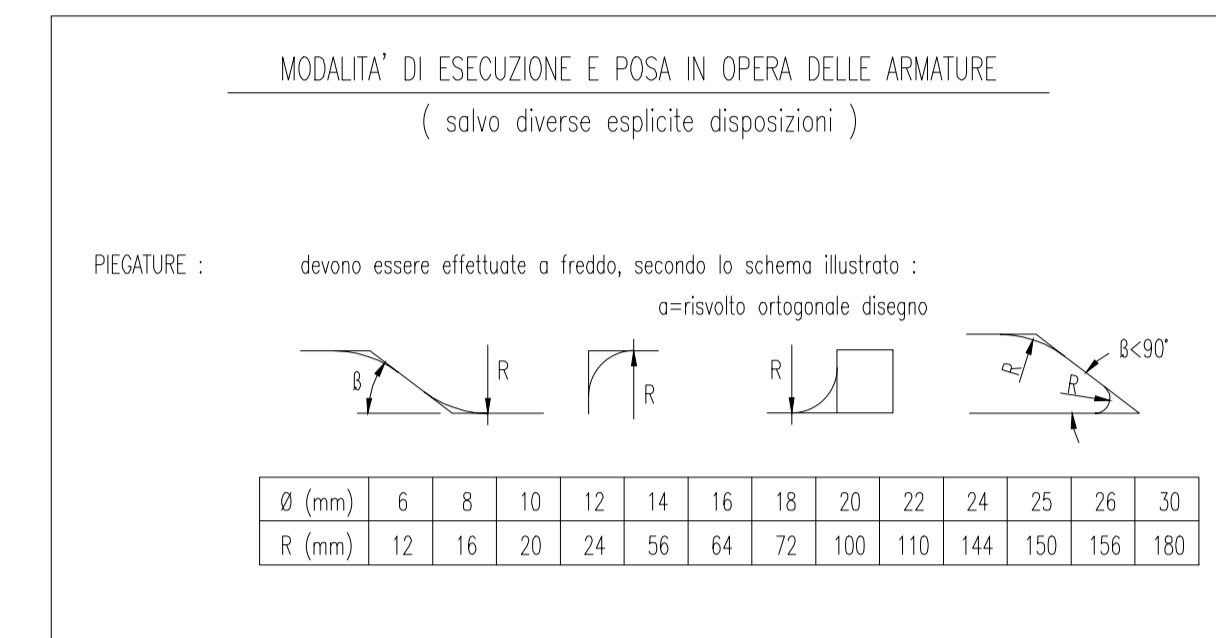 MODALITA' DI ESECUZIONE E POSA IN OPERA DELLE ARMATURE
( salvo diverse esplicite disposizioni )
PIEGATURE : devono essere effettuate a freddo, secondo lo schema illustrato :
a=risvolto ortogonale disegno
ß R R R R R ß<90°
Ø (mm) 6 8 10 12 14 16 18 20 22 24 25 26 30
R (mm) 12 16 20 24 56 64 72 100 110 144 150 156 180